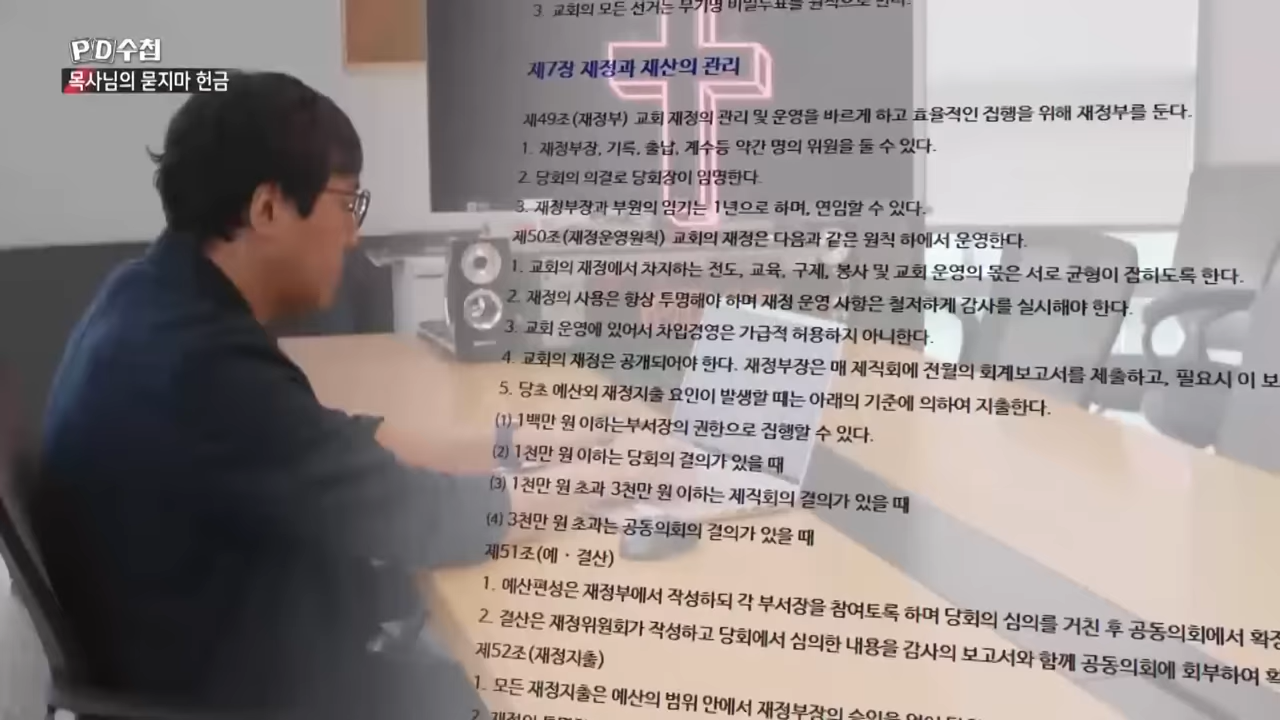 PD수첩
목사님의 묻지마 헌금
3. 교회의 모든 선거는 무기명 비밀투표를 원칙으로 한다.
제7장 재정과 재산의 관리
제49조(재정부) 교회 재정의 관리 및 운영을 바르게 하고 효율적인 집행을 위해 재정부를 둔다.
1. 재정부장, 기록, 출납, 계수등 약간 명의 위원을 둘 수 있다.
2. 당회의 의결로 당회장이 임명한다.
3. 재정부장과 부원의 임기는 1년으로 하며, 연임할 수 있다.
제50조(재정운영원칙) 교회의 재정은 다음과 같은 원칙 하에서 운영한다.
1. 교회의 재정에서 차지하는 전도, 교육, 구제, 봉사 및 교회 운영의 몫은 서로 균형이 잡히도록 한다.
2. 재정의 사용은 항상 투명해야 하며 재정 운영 사항은 철저하게 감사를 실시해야 한다.
3. 교회 운영에 있어서 차입경영은 가급적 허용하지 아니한다.
4. 교회의 재정은 공개되어야 한다. 재정부장은 매 제직회에 전월의 회계보고서를 제출하고, 필요시 이 보
5. 당초 예산외 재정지출 요인이 발생할 때는 아래의 기준에 의하여 지출한다.
(1) 1백만 원 이하는부서장의 권한으로 집행할 수 있다.
(2) 1천만 원 이하는 당회의 결의가 있을 때
(3) 1천만 원 초과 3천만 원 이하는 제직회의 결의가 있을 때
(4) 3천만 원 초과는 공동의회의 결의가 있을 때
제51조(예 · 결산)
1. 예산편성은 재정부에서 작성하되 각 부서장을 참여토록 하며 당회의 심의를 거친 후 공동의회에서 확정
2. 결산은 재정위원회가 작성하고 당회에서 심의한 내용을 감사의 보고서와 함께 공동의회에 회부하여 확
제52조(재정지출)
1. 모든 재정지출은 예산의 범위 안에서 재정부장의 승인을 얻어
2. 재정의